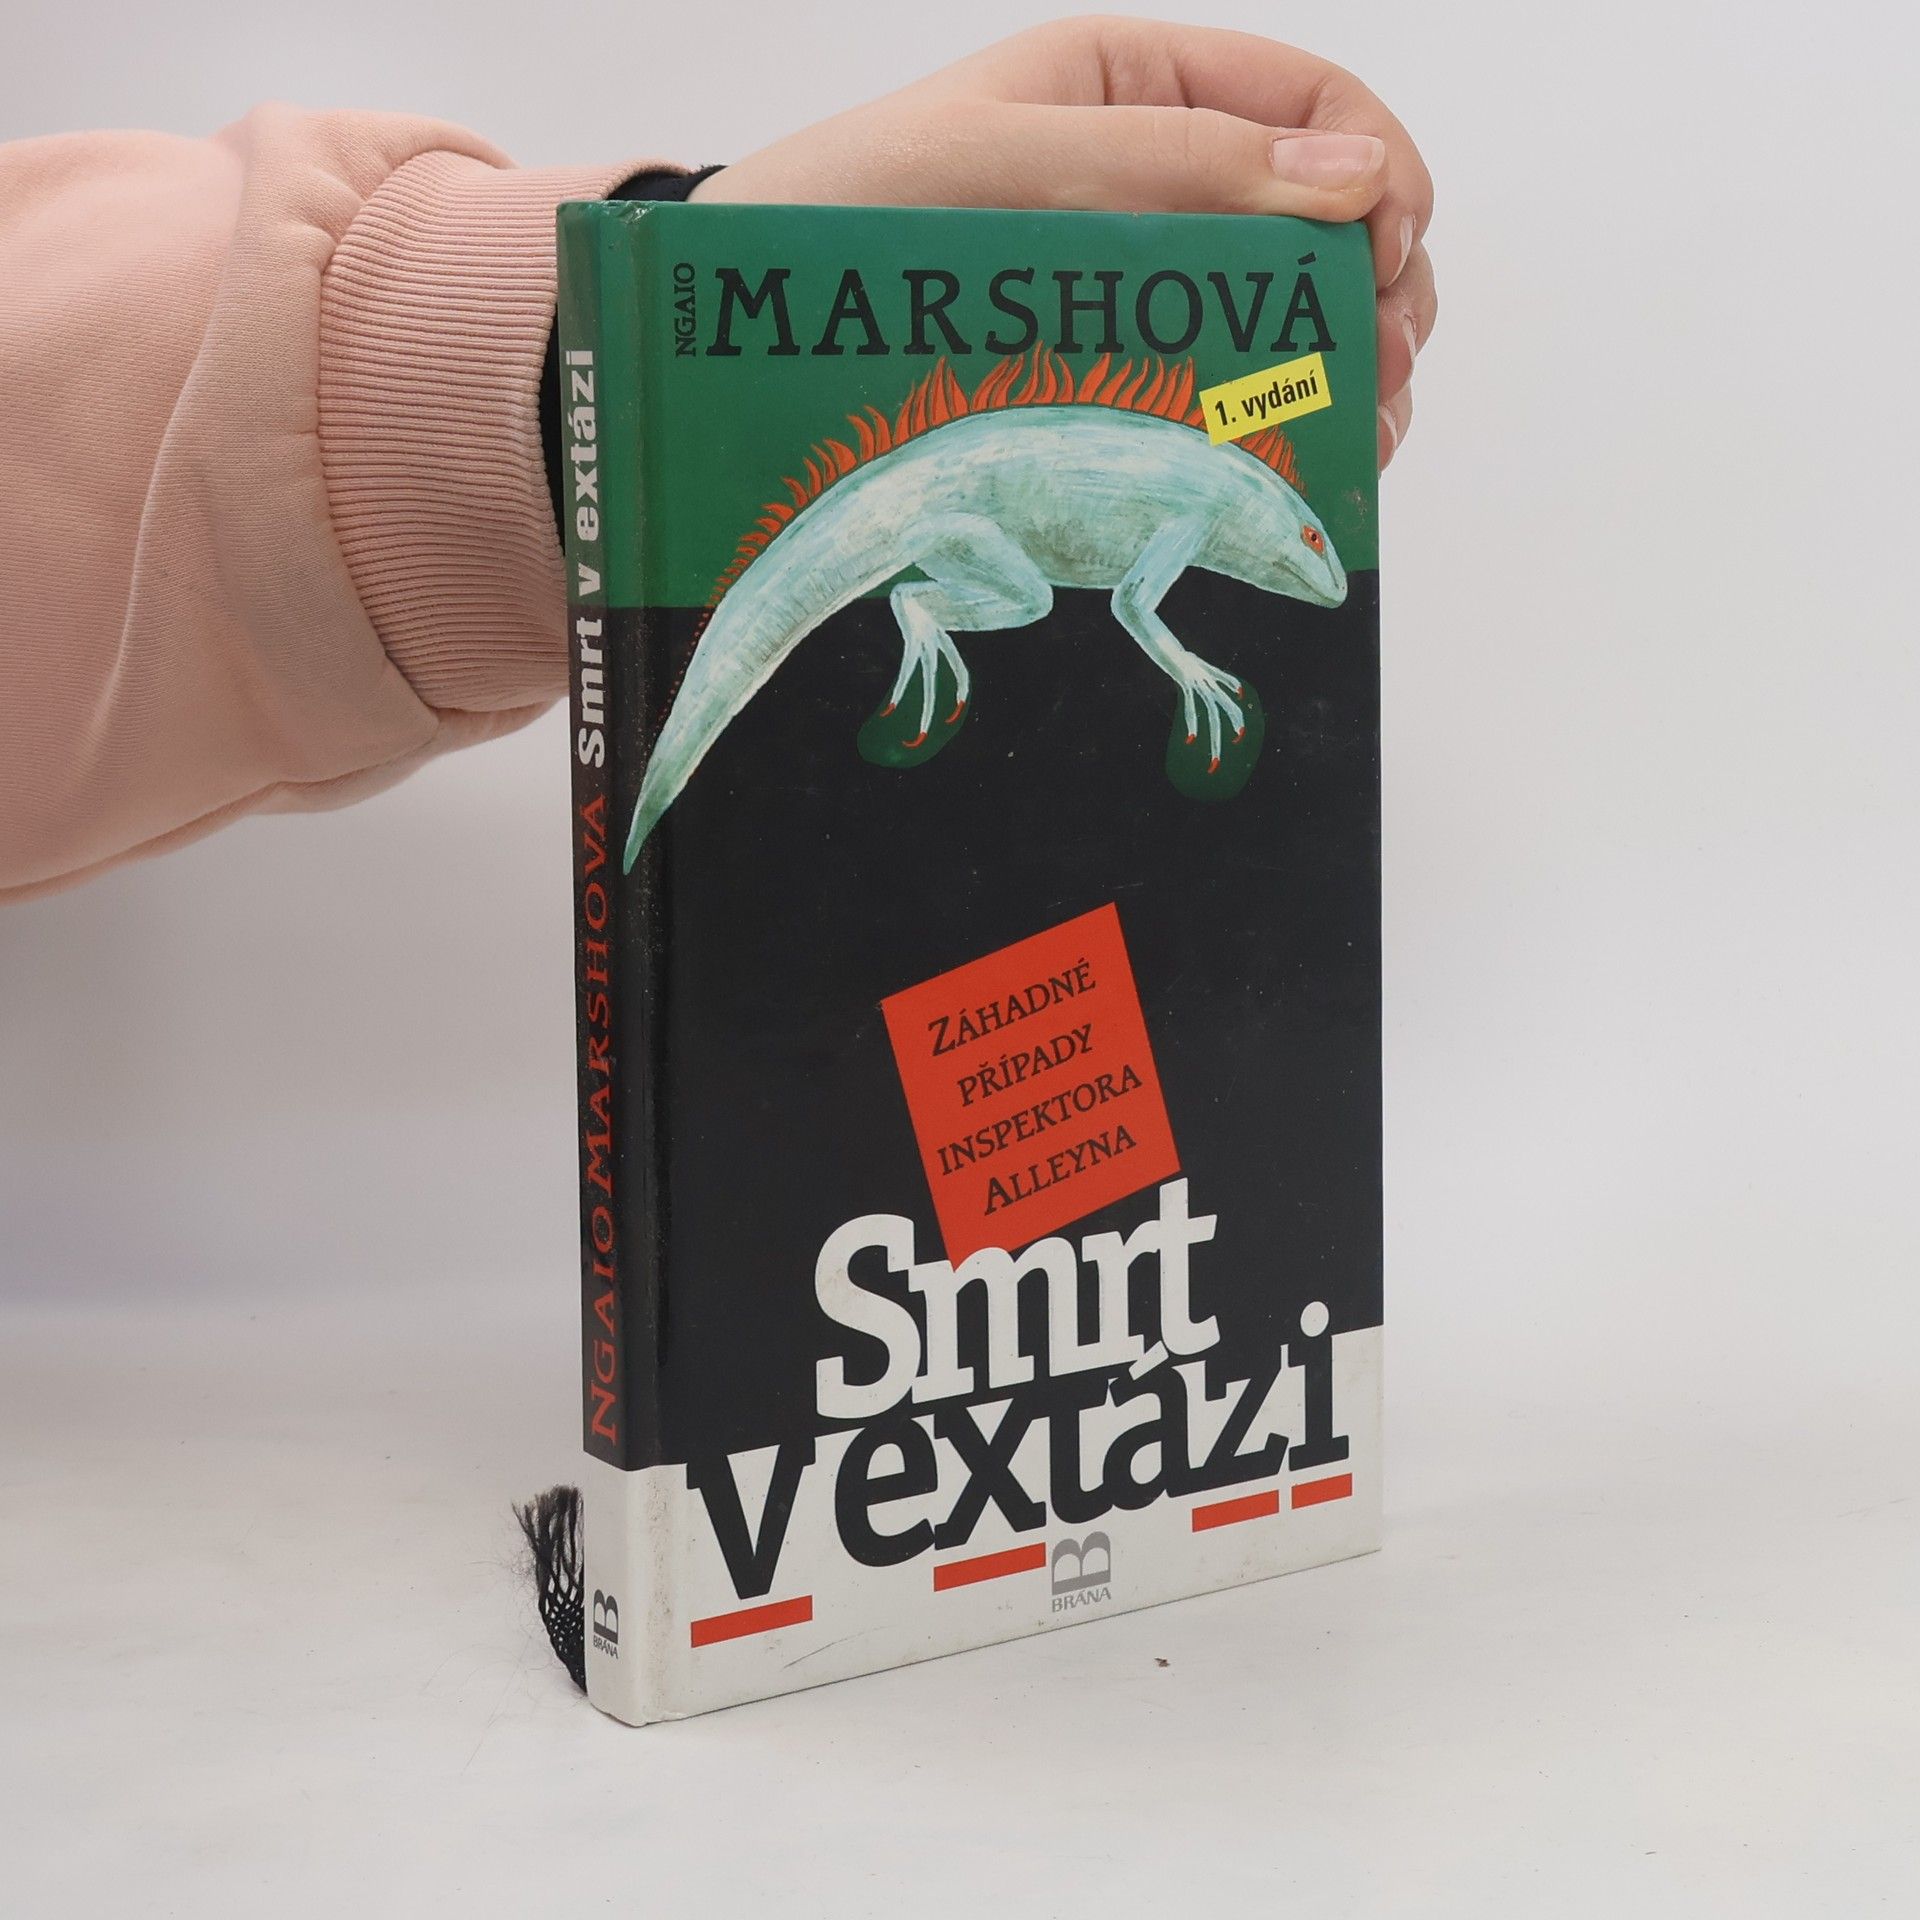 NGAIO
MARSHOVÁ
1. vydání
ZÁHADNÉ
PŘÍPADY
INSPEKTORA
ALLEYNA
Smrt
v extázi
B
BRÁNA
NGAIO MARSHOVÁ Smrt v extázi
B
BRÁNA